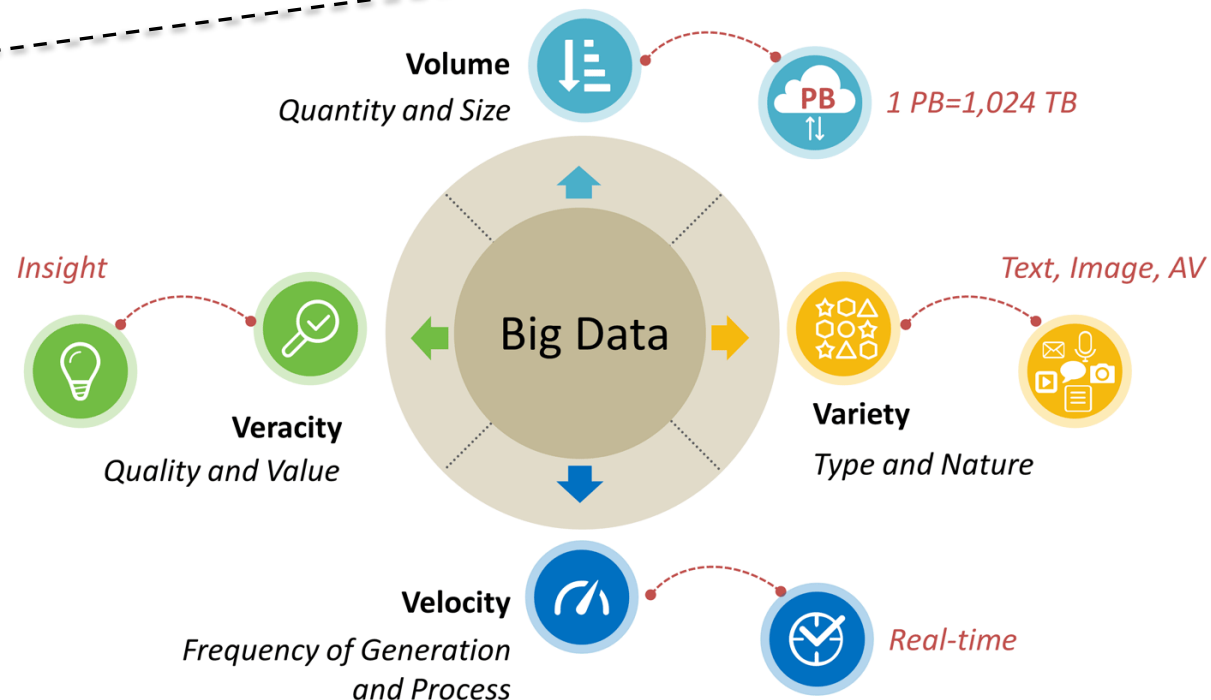 Volume
Quantity and Size
PB
1 PB=1,024 TB
Insight
Text, Image, AV
Big Data
Veracity
Quality and Value
Variety
Type and Nature
Velocity
Frequency of Generation
and Process
Real-time